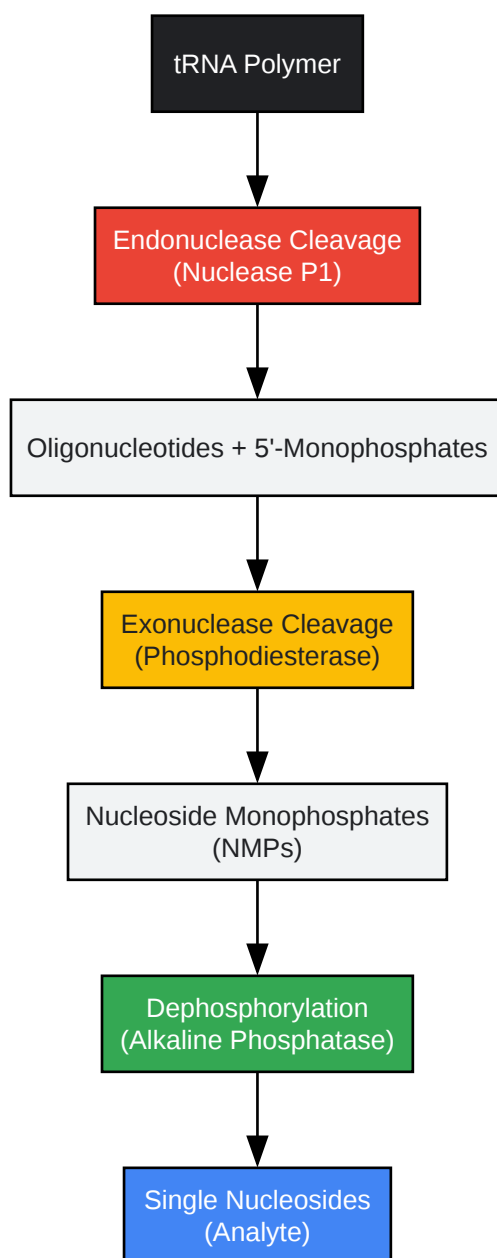 tRNA Polymer
Endonuclease Cleavage
(Nuclease P1)
Oligonucleotides + 5'-Monophosphates
Exonuclease Cleavage
(Phosphodiesterase)
Nucleoside Monophosphates
(NMPs)
Dephosphorylation
(Alkaline Phosphatase)
Single Nucleosides
(Analyte)